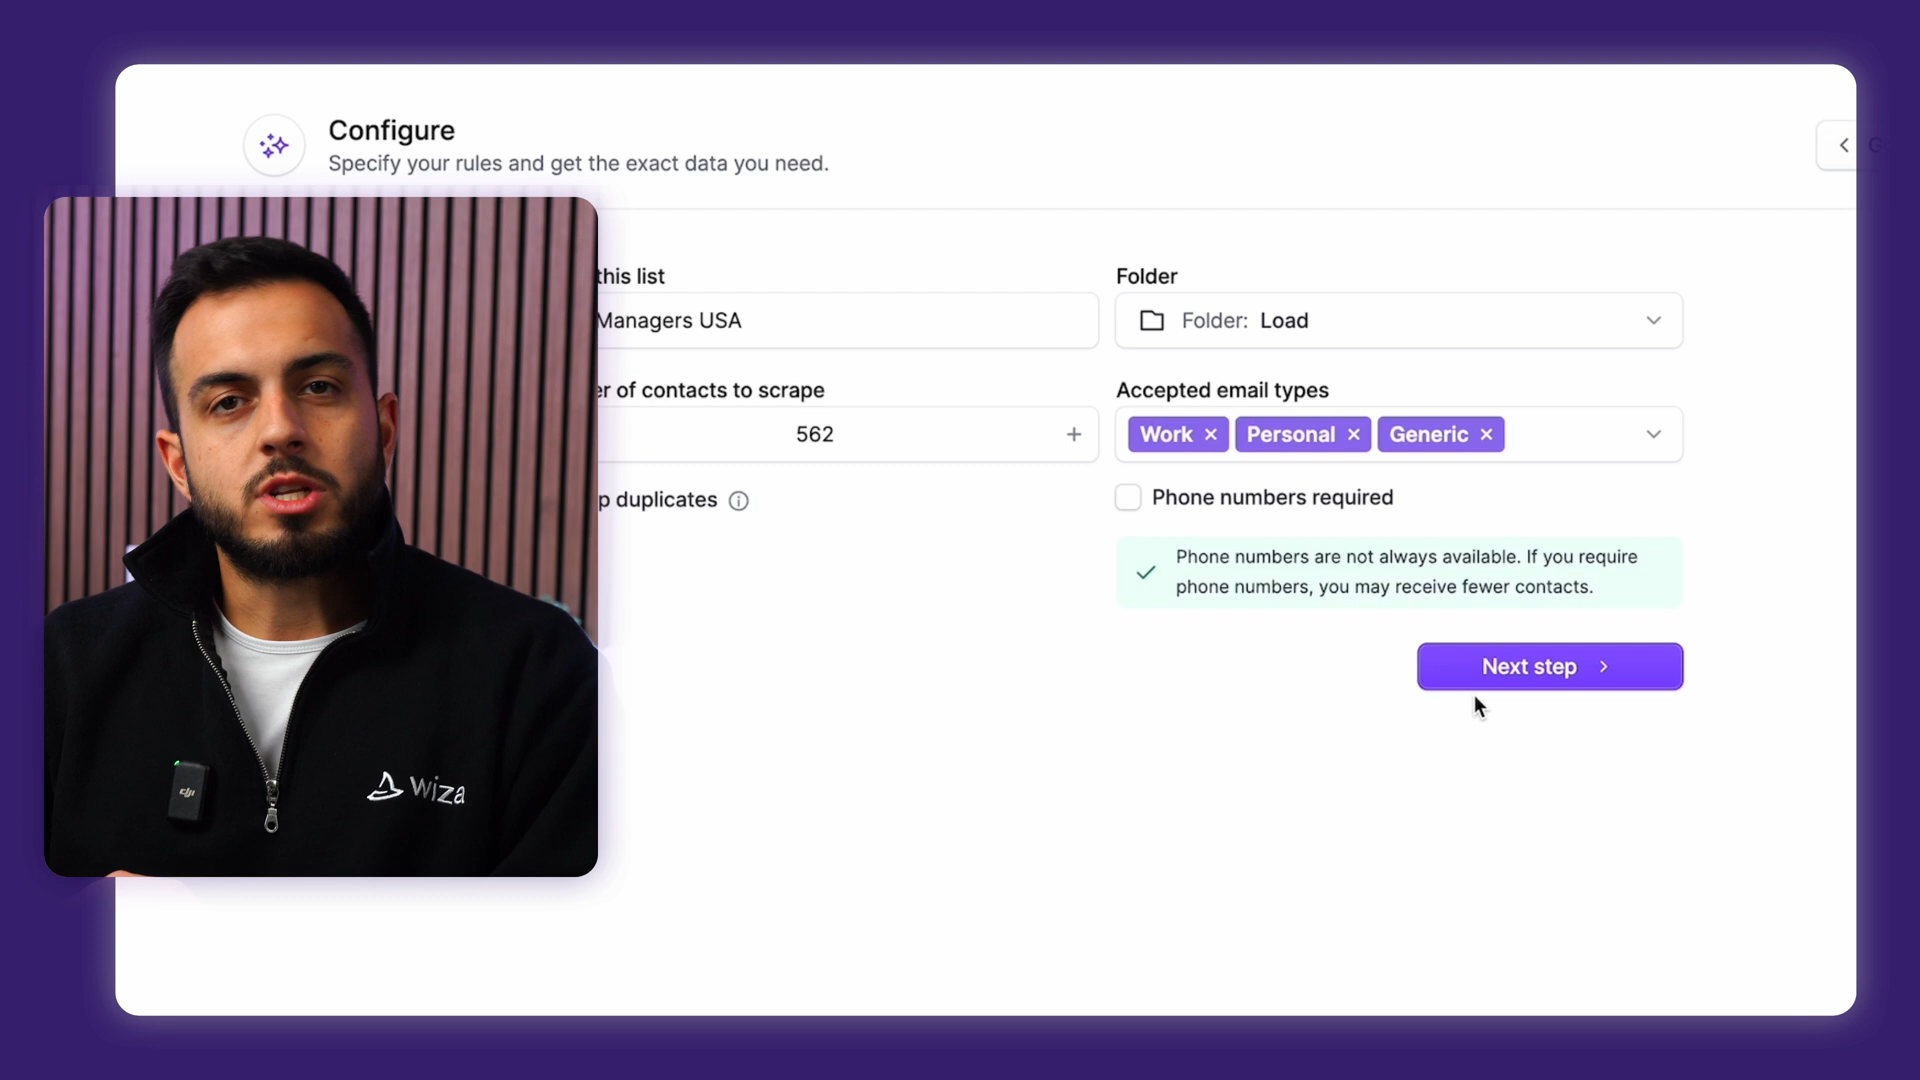 Configure
Specify your rules and get the exact data you need.
this list
Managers USA
Folder
Folder: Load
er of contacts to scrape
562
Accepted email types
Work
Personal
Generic
p duplicates
Phone numbers required
Phone numbers are not always available. If you require
phone numbers, you may receive fewer contacts.
Next step
dji
wiza